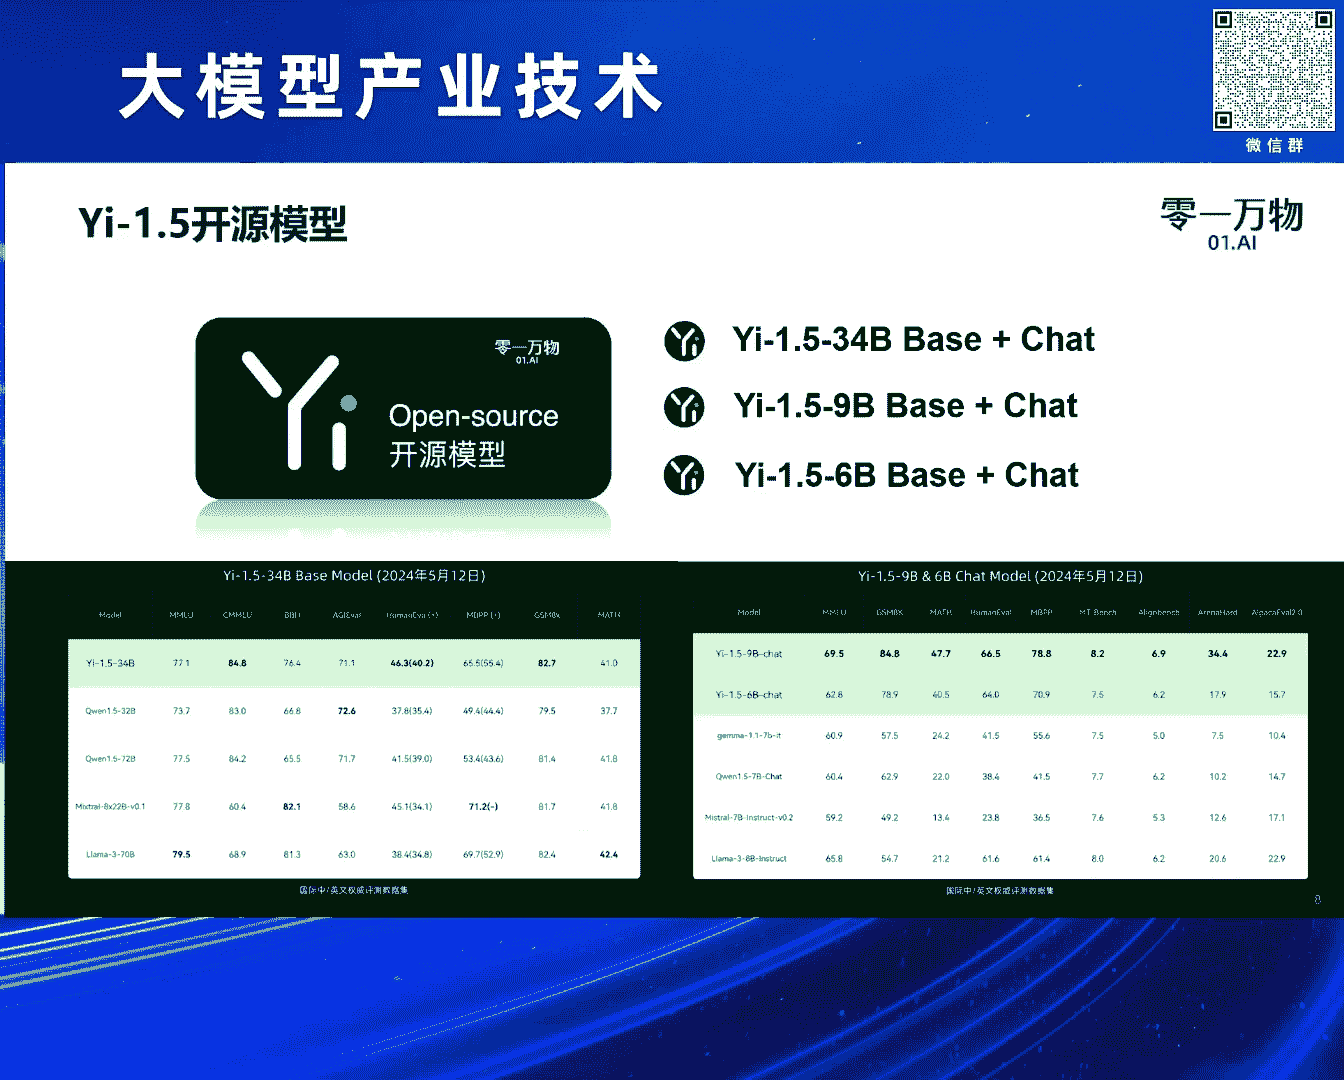 大模型产业技术
微信群
Yi-1.5开源模型
零一万物
01.AI
零一万物
01.AI
Open-source
开源模型
Yi-1.5-34B Base + Chat
Yi-1.5-9B Base + Chat
Yi-1.5-6B Base + Chat
Yi-1.5-34B Base Model (2024年5月12日)
Model MMLU CMMLU BBH AGIEval HumanEval(+) MBPP(+) GSM8k MATH
Yi-1.5-34B 77.1 84.8 76.4 71.1 46.3(40.2) 65.5(55.4) 82.7 41.0
Qwen1.5-32B 73.7 83.0 66.8 72.6 37.8(35.4) 49.4(44.4) 79.5 37.7
Qwen1.5-72B 77.5 84.2 65.5 71.7 41.5(39.0) 53.4(43.6) 81.4 41.8
Mixtral-8x22B-v0.1 77.8 60.4 82.1 58.6 45.1(34.1) 71.2(-) 81.7 41.8
Llama-3-70B 79.5 68.9 81.3 63.0 38.4(34.8) 69.7(52.9) 82.4 42.4
国际中/英文权威评测数据集
Yi-1.5-9B & 6B Chat Model (2024年5月12日)
Model MMLU GSM8K MATH HumanEval MBPP MT Bench Alignbench ArenaHard AlpacaEval2.0
Yi-1.5-9B-chat 69.5 84.8 47.7 66.5 78.8 8.2 6.9 34.4 22.9
Yi-1.5-6B-chat 62.8 78.9 40.5 64.0 70.9 7.5 6.2 17.9 15.7
gemma-1.1-7b-it 60.9 57.5 24.2 41.5 55.6 7.5 5.0 7.5 10.4
Qwen1.5-7B-Chat 60.4 62.9 22.0 38.4 41.5 7.7 6.2 10.2 14.7
Mistral-7B-Instruct-v0.2 59.2 49.2 13.4 23.8 36.5 7.6 5.3 12.6 17.1
Llama-3-8B-Instruct 65.8 54.7 21.2 61.6 61.4 8.0 6.2 20.6 22.9
国际中/英文权威评测数据集
8